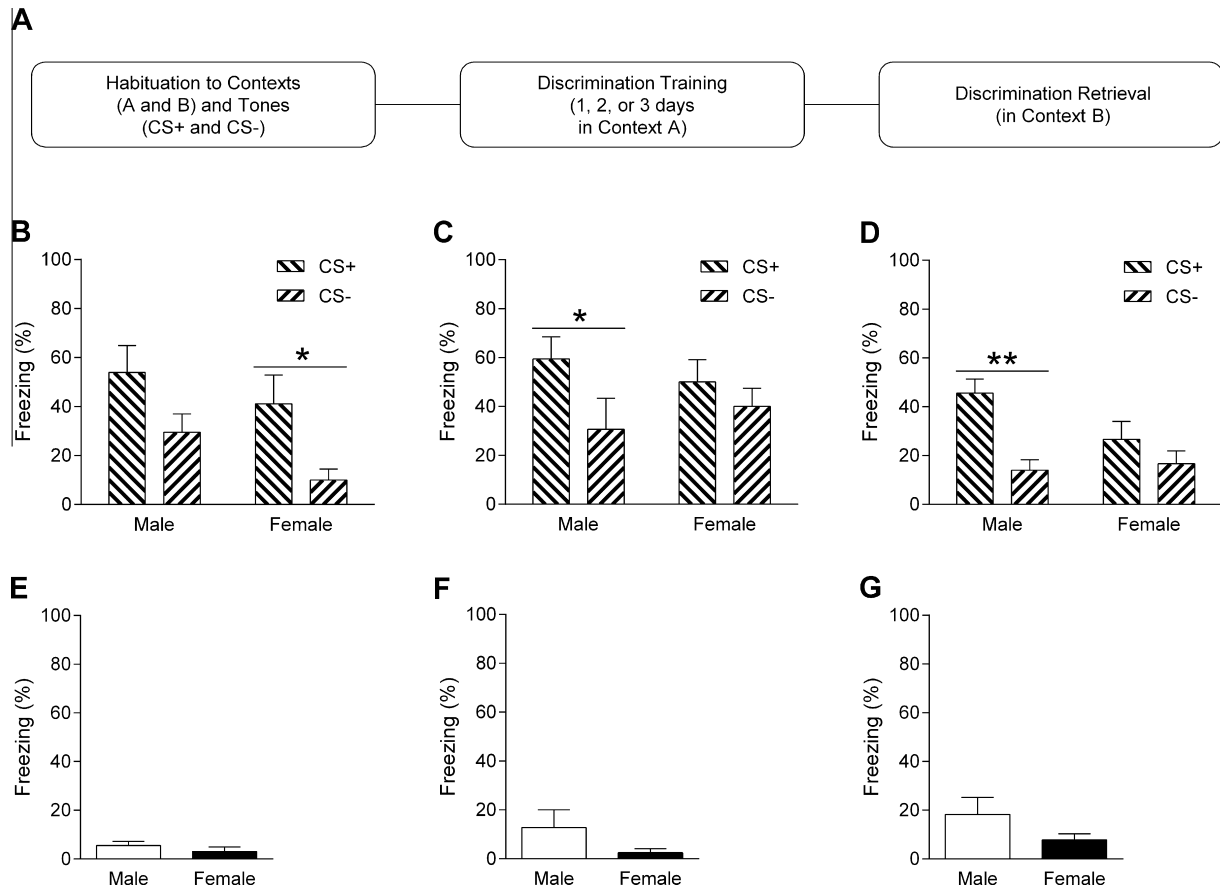 A
Habituation to Contexts
(A and B) and Tones
(CS+ and CS-)
Discrimination Training
(1, 2, or 3 days
in Context A)
Discrimination Retrieval
(in Context B)
B
Freezing (%)
100
80
60
40
20
0
CS+
CS-
*
Male
Female
C
Freezing (%)
100
80
60
40
20
0
CS+
CS-
*
Male
Female
D
Freezing (%)
100
80
60
40
20
0
CS+
CS-
**
Male
Female
E
Freezing (%)
100
80
60
40
20
0
Male
Female
F
Freezing (%)
100
80
60
40
20
0
Male
Female
G
Freezing (%)
100
80
60
40
20
0
Male
Female